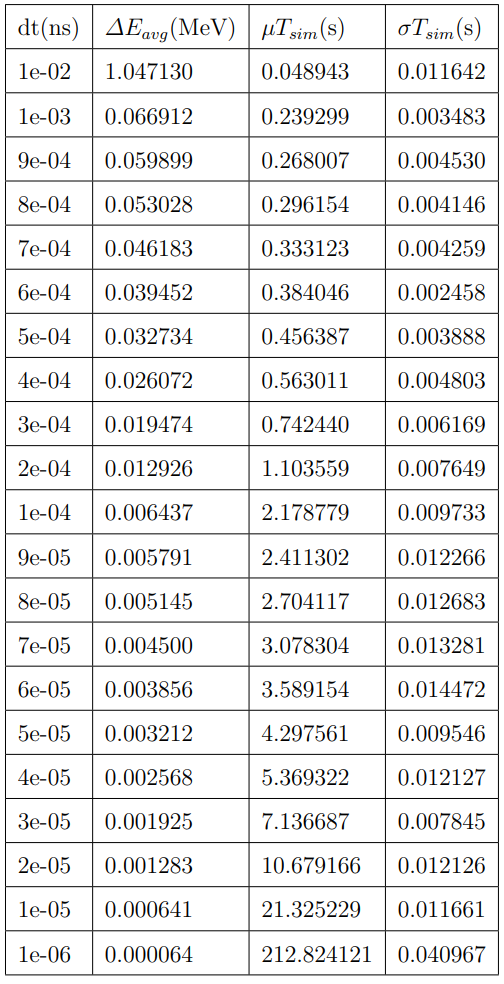 dt(ns) ΔE_avg(MeV) μT_sim(s) σT_sim(s)
1e-02 1.047130 0.048943 0.011642
1e-03 0.066912 0.239299 0.003483
9e-04 0.059899 0.268007 0.004530
8e-04 0.053028 0.296154 0.004146
7e-04 0.046183 0.333123 0.004259
6e-04 0.039452 0.384046 0.002458
5e-04 0.032734 0.456387 0.003888
4e-04 0.026072 0.563011 0.004803
3e-04 0.019474 0.742440 0.006169
2e-04 0.012926 1.103559 0.007649
1e-04 0.006437 2.178779 0.009733
9e-05 0.005791 2.411302 0.012266
8e-05 0.005145 2.704117 0.012683
7e-05 0.004500 3.078304 0.013281
6e-05 0.003856 3.589154 0.014472
5e-05 0.003212 4.297561 0.009546
4e-05 0.002568 5.369322 0.012127
3e-05 0.001925 7.136687 0.007845
2e-05 0.001283 10.679166 0.012126
1e-05 0.000641 21.325229 0.011661
1e-06 0.000064 212.824121 0.040967